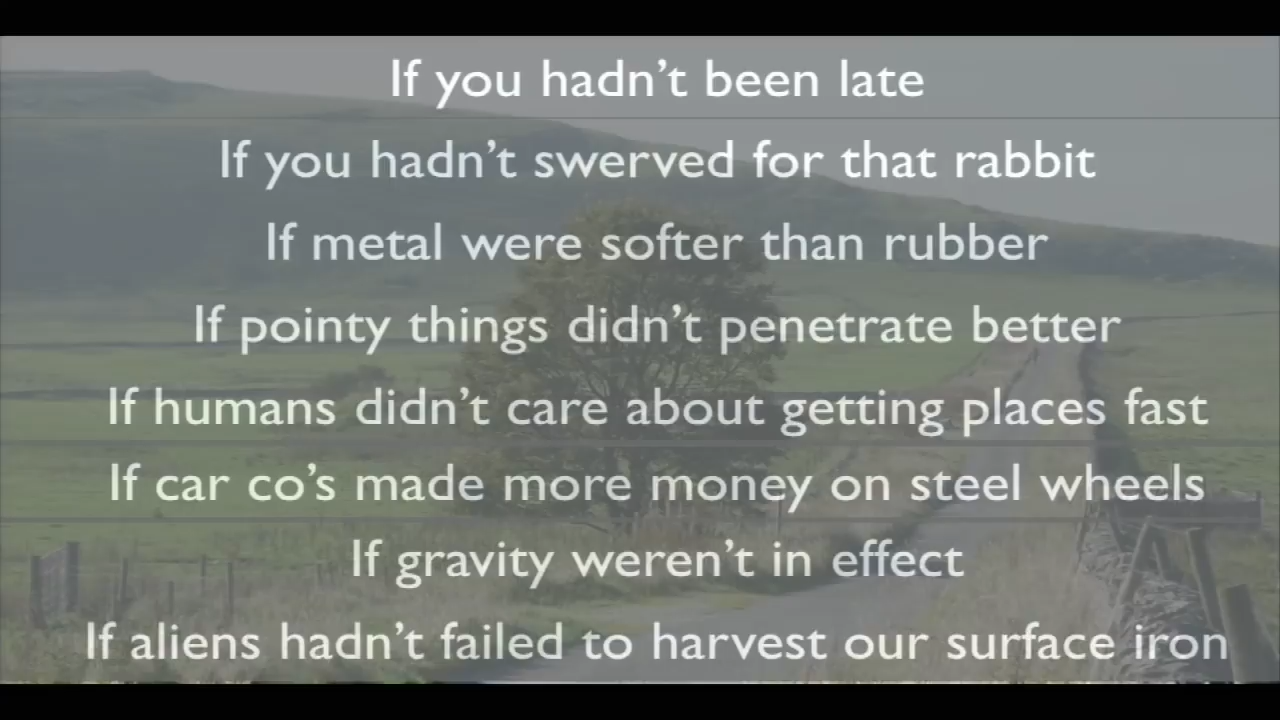 If you hadn’t been late
If you hadn’t swerved for that rabbit
If metal were softer than rubber
If pointy things didn’t penetrate better
If humans didn’t care about getting places fast
If car co’s made more money on steel wheels
If gravity weren’t in effect
If aliens hadn’t failed to harvest our surface iron